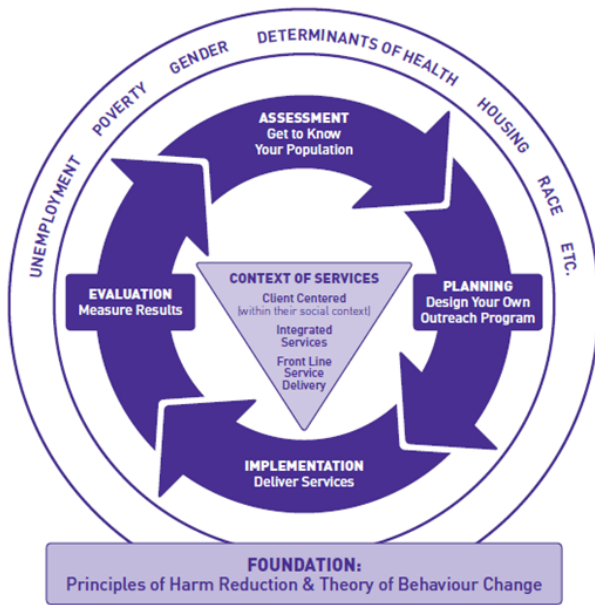 UNEMPLOYMENT POVERTY GENDER DETERMINANTS OF HEALTH HOUSING RACE ETC.
ASSESSMENT
Get to Know
Your Population
PLANNING
Design Your Own
Outreach Program
IMPLEMENTATION
Deliver Services
EVALUATION
Measure Results
CONTEXT OF SERVICES
Client Centered
(within their social context)
Integrated
Services
Front Line
Service
Delivery
FOUNDATION:
Principles of Harm Reduction & Theory of Behaviour Change